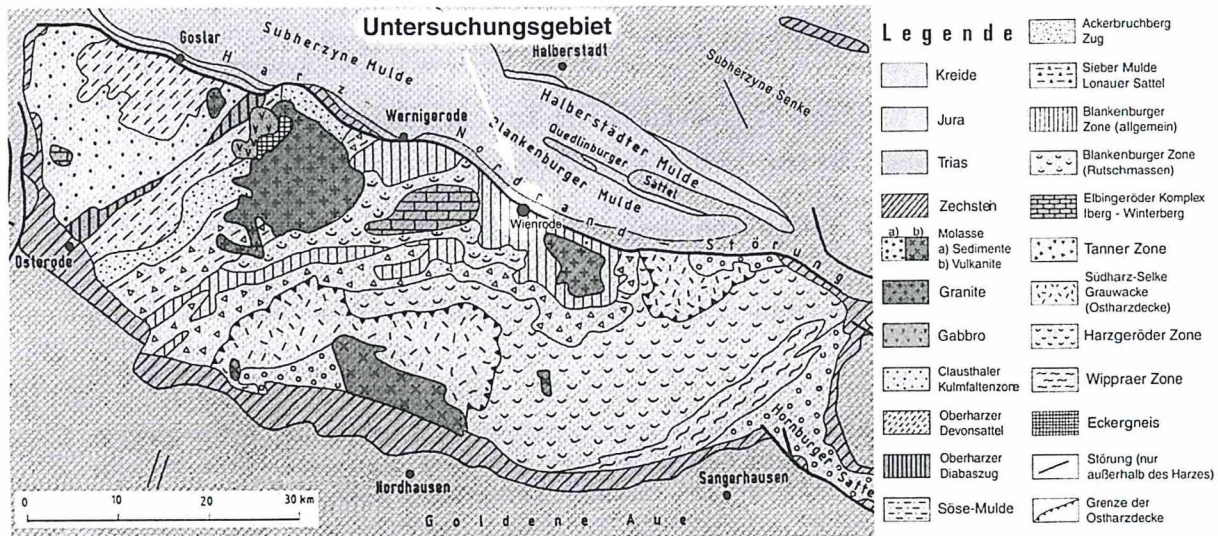 Untersuchungsgebiet
Goslar
Subherzyne Mulde
Halberstadt
Subherzyne Senke
Harz-Nordrand-Störung
Wernigerode
Halberstädter Mulde
Quedlinburger
Sattel
Blankenburger Mulde
Wienrode
Osterode
Hornburger Sattel
Nordhausen
Sangerhausen
Goldene Aue
0 10 20 30 km
Legende
Kreide
Jura
Trias
Zechstein
a) b) Molasse
a) Sedimente
b) Vulkanite
Granite
Gabbro
Clausthaler
Kulmfaltenzone
Oberharzer
Devonsattel
Oberharzer
Diabaszug
Söse-Mulde
Ackerbruchberg
Zug
Sieber Mulde
Lonauer Sattel
Blankenburger
Zone (allgemein)
Blankenburger Zone
(Rutschmassen)
Elbingeröder Komplex
Iberg - Winterberg
Tanner Zone
Südharz-Selke
Grauwacke
(Ostharzdecke)
Harzgeröder Zone
Wippraer Zone
Eckergneis
Störung (nur
außerhalb des Harzes)
Grenze der
Ostharzdecke